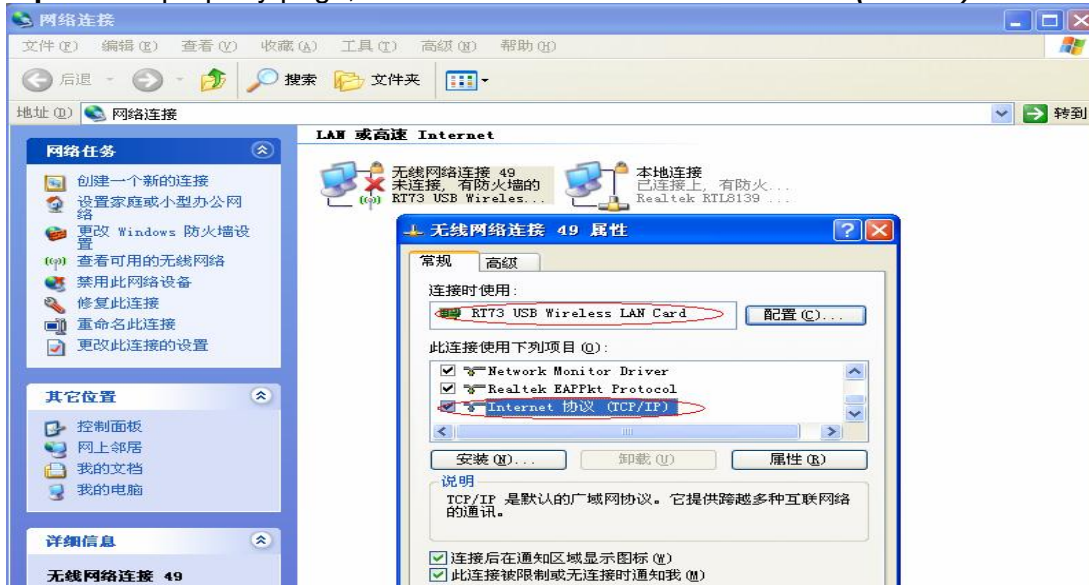 网络连接
文件(F) 编辑(E) 查看(V) 收藏(A) 工具(T) 高级(N) 帮助(H)
后退 搜索 文件夹
地址(D) 网络连接 转到
网络任务
创建一个新的连接
设置家庭或小型办公网
络
更改 Windows 防火墙设
置
查看可用的无线网络
禁用此网络设备
修复此连接
重命名此连接
更改此连接的设置
其它位置
控制面板
网上邻居
我的文档
我的电脑
详细信息
无线网络连接 49
LAN 或高速 Internet
无线网络连接 49
未连接, 有防火墙的
RT73 USB Wireles...
本地连接
已连接上, 有防火...
Realtek RTL8139 ...
无线网络连接 49 属性
常规 高级
连接时使用:
RT73 USB Wireless LAN Card 配置(C)...
此连接使用下列项目(O):
Network Monitor Driver
Realtek EAPPkt Protocol
Internet 协议 (TCP/IP)
安装(N)... 卸载(U) 属性(R)
说明
TCP/IP 是默认的广域网协议。它提供跨越多种互联网络
的通讯。
连接后在通知区域显示图标(W)
此连接被限制或无连接时通知我(M)